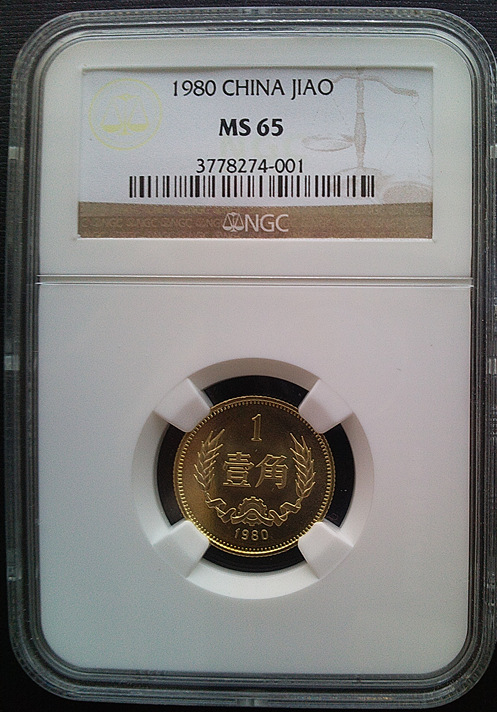 1980 CHINA JIAO
MS 65
3778274-001
NGC
1
壹角
1980